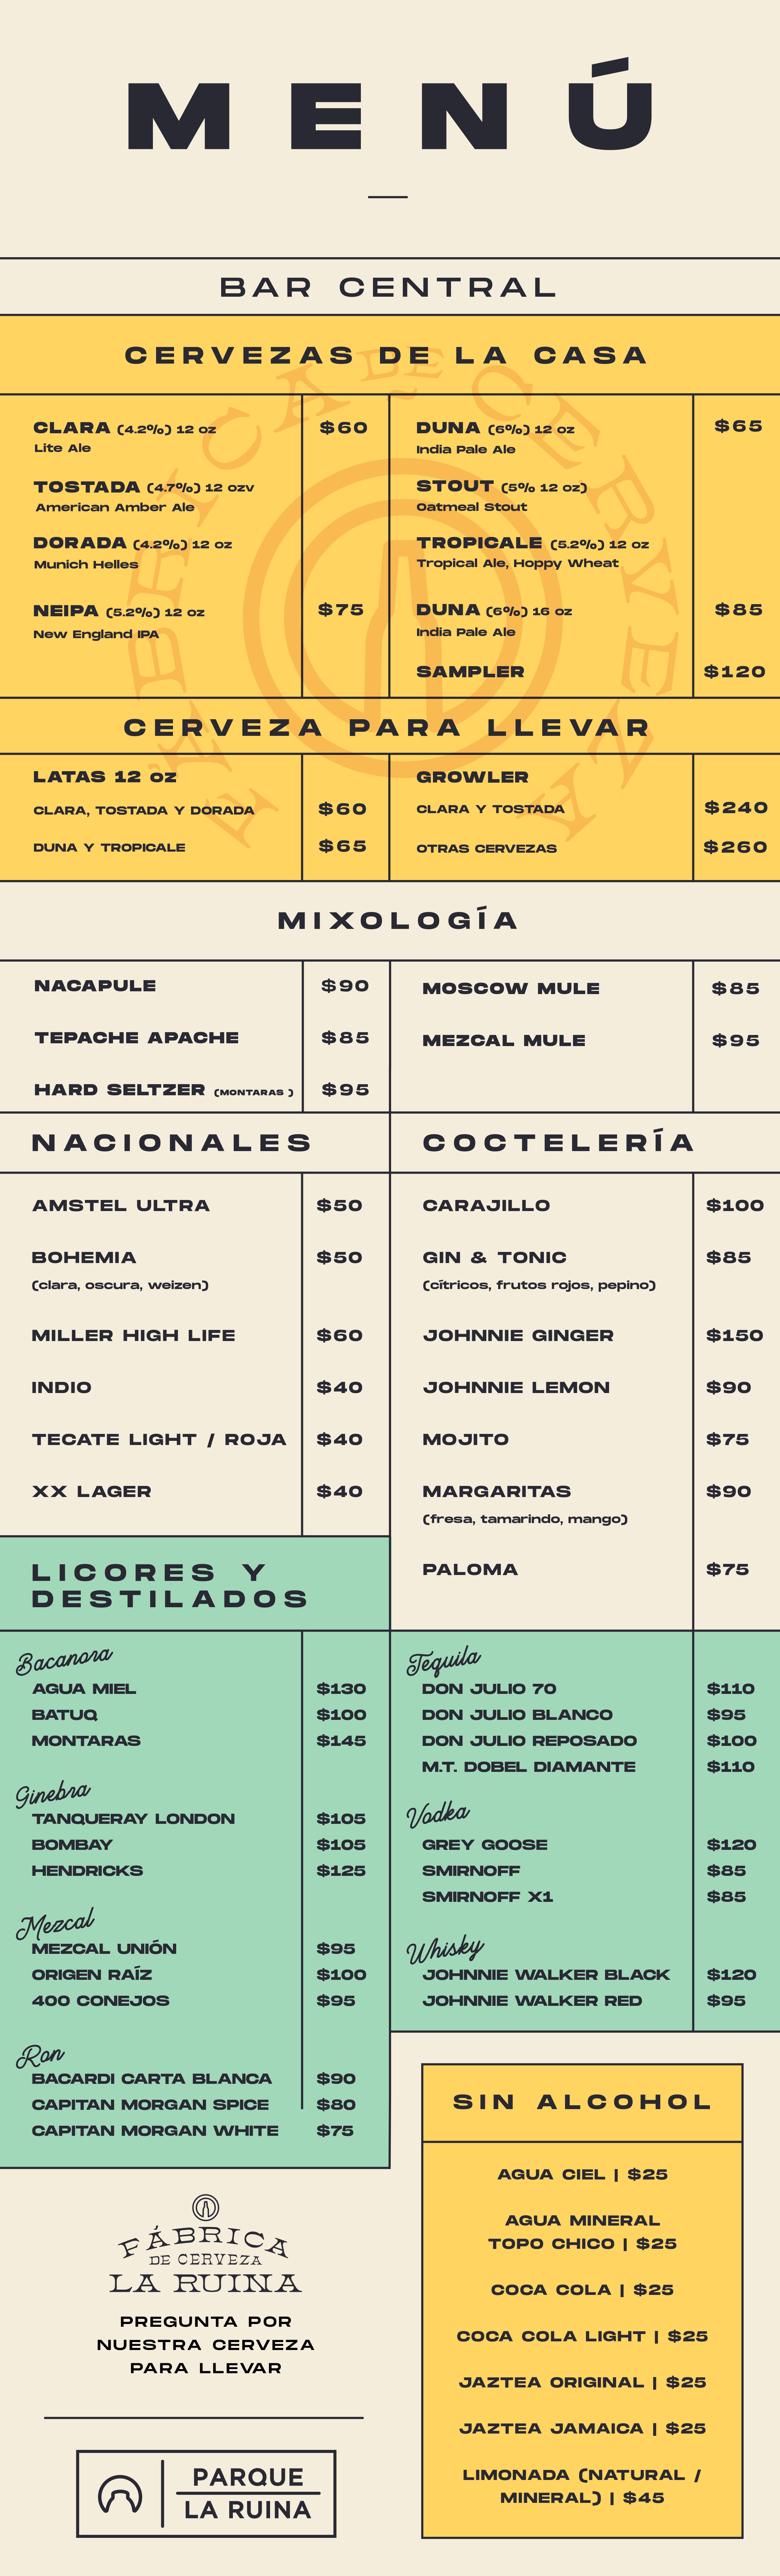 MENÚ
BAR CENTRAL
CERVEZAS DE LA CASA
CLARA (4.2%) 12 oz $60
Lite Ale
TOSTADA (4.7%) 12 ozv
American Amber Ale
DORADA (4.2%) 12 oz
Munich Helles
NEIPA (5.2%) 12 oz $75
New England IPA
DUNA (6%) 12 oz $65
India Pale Ale
STOUT (5% 12 oz)
Oatmeal Stout
TROPICALE (5.2%) 12 oz
Tropical Ale, Hoppy Wheat
DUNA (6%) 16 oz $85
India Pale Ale
SAMPLER $120
FÁBRICA DE CERVEZA
CERVEZA PARA LLEVAR
LATAS 12 oz
CLARA, TOSTADA Y DORADA $60
DUNA Y TROPICALE $65
GROWLER
CLARA Y TOSTADA $240
OTRAS CERVEZAS $260
MIXOLOGÍA
NACAPULE $90
TEPACHE APACHE $85
HARD SELTZER (MONTARAS ) $95
MOSCOW MULE $85
MEZCAL MULE $95
NACIONALES
AMSTEL ULTRA $50
BOHEMIA $50
(clara, oscura, weizen)
MILLER HIGH LIFE $60
INDIO $40
TECATE LIGHT / ROJA $40
XX LAGER $40
COCTELERÍA
CARAJILLO $100
GIN & TONIC $85
(cítricos, frutos rojos, pepino)
JOHNNIE GINGER $150
JOHNNIE LEMON $90
MOJITO $75
MARGARITAS $90
(fresa, tamarindo, mango)
PALOMA $75
LICORES Y
DESTILADOS
Bacanora
AGUA MIEL $130
BATUQ $100
MONTARAS $145
Ginebra
TANQUERAY LONDON $105
BOMBAY $105
HENDRICKS $125
Mezcal
MEZCAL UNIÓN $95
ORIGEN RAÍZ $100
400 CONEJOS $95
Ron
BACARDI CARTA BLANCA $90
CAPITAN MORGAN SPICE $80
CAPITAN MORGAN WHITE $75
Tequila
DON JULIO 70 $110
DON JULIO BLANCO $95
DON JULIO REPOSADO $100
M.T. DOBEL DIAMANTE $110
Vodka
GREY GOOSE $120
SMIRNOFF $85
SMIRNOFF X1 $85
Whisky
JOHNNIE WALKER BLACK $120
JOHNNIE WALKER RED $95
SIN ALCOHOL
AGUA CIEL | $25
AGUA MINERAL
TOPO CHICO | $25
COCA COLA | $25
COCA COLA LIGHT | $25
JAZTEA ORIGINAL | $25
JAZTEA JAMAICA | $25
LIMONADA (NATURAL /
MINERAL) | $45
FÁBRICA
DE CERVEZA
LA RUINA
PREGUNTA POR
NUESTRA CERVEZA
PARA LLEVAR
PARQUE
LA RUINA